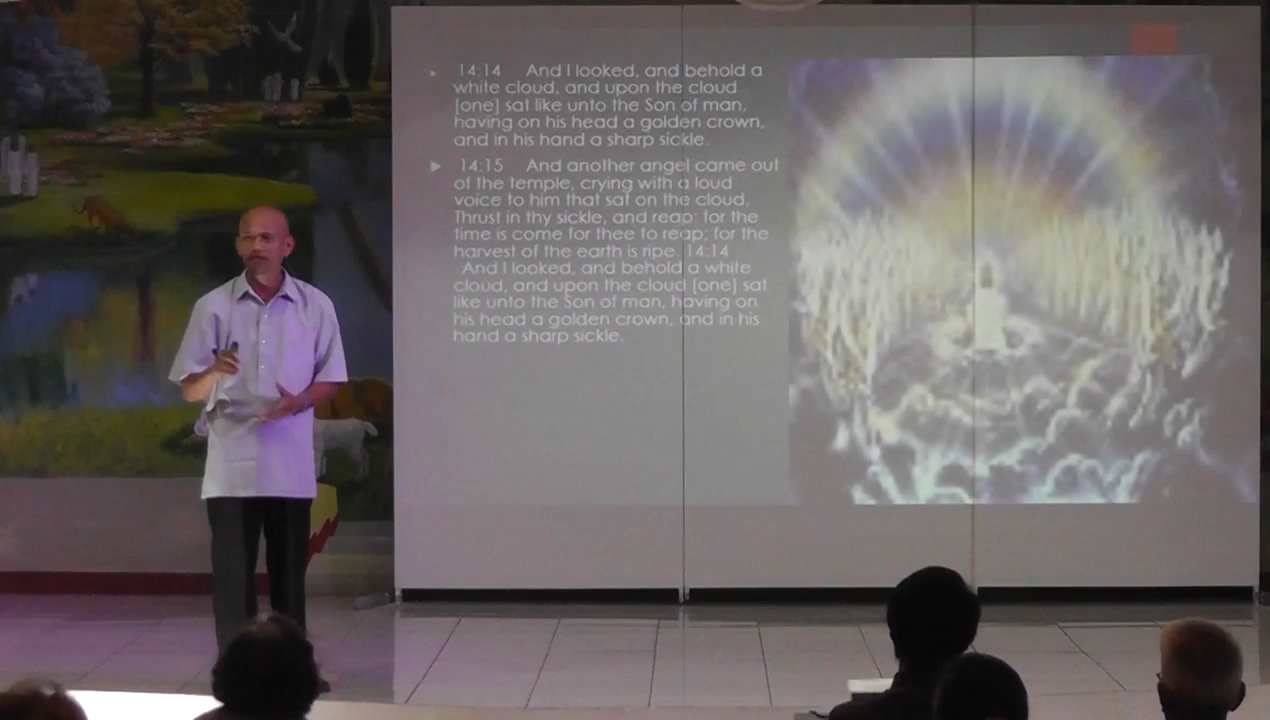 14:14 And I looked, and behold a
white cloud, and upon the cloud
[one] sat like unto the Son of man,
having on his head a golden crown,
and in his hand a sharp sickle.
14:15 And another angel came out
of the temple, crying with a loud
voice to him that sat on the cloud,
Thrust in thy sickle, and reap: for the
time is come for thee to reap; for the
harvest of the earth is ripe. 14:14
And I looked, and behold a white
cloud, and upon the cloud [one] sat
like unto the Son of man, having on
his head a golden crown, and in his
hand a sharp sickle.